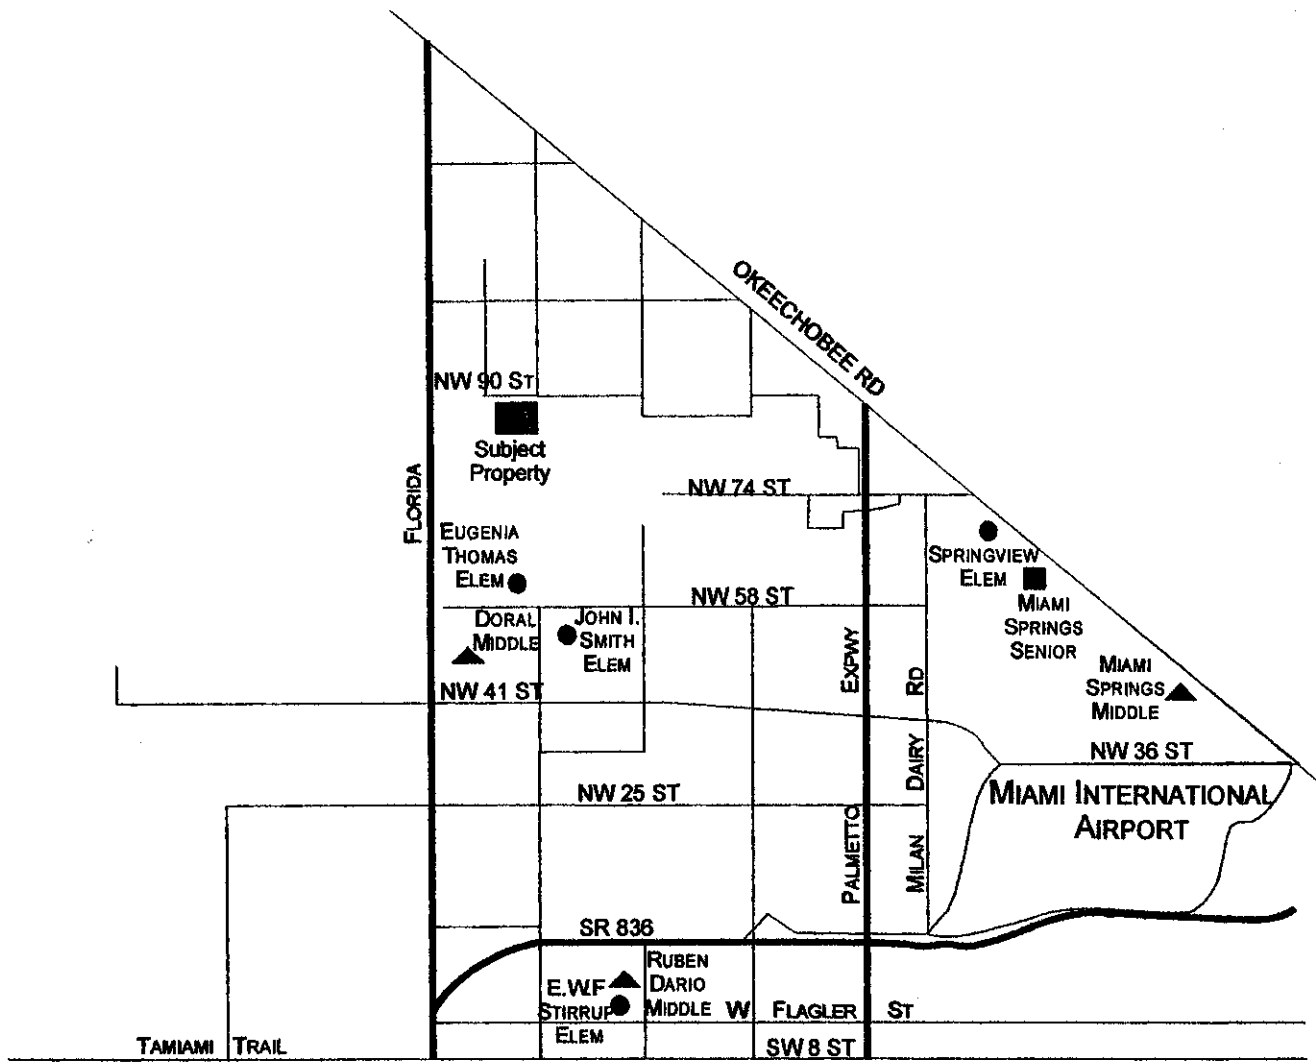 OKEECHOBEE RD
NW 90 ST
Subject
Property
FLORIDA
NW 74 ST
EUGENIA
THOMAS
ELEM
SPRINGVIEW
ELEM
NW 58 ST
MIAMI
SPRINGS
SENIOR
DORAL
MIDDLE
JOHN I.
SMITH
ELEM
EXPWY
RD
MIAMI
SPRINGS
MIDDLE
NW 41 ST
NW 36 ST
DAIRY
NW 25 ST
MIAMI INTERNATIONAL
AIRPORT
PALMETTO
MILAN
SR 836
RUBEN
DARIO
MIDDLE
E.W.F
STIRRUP
ELEM
W FLAGLER ST
TAMIAMI TRAIL
SW 8 ST